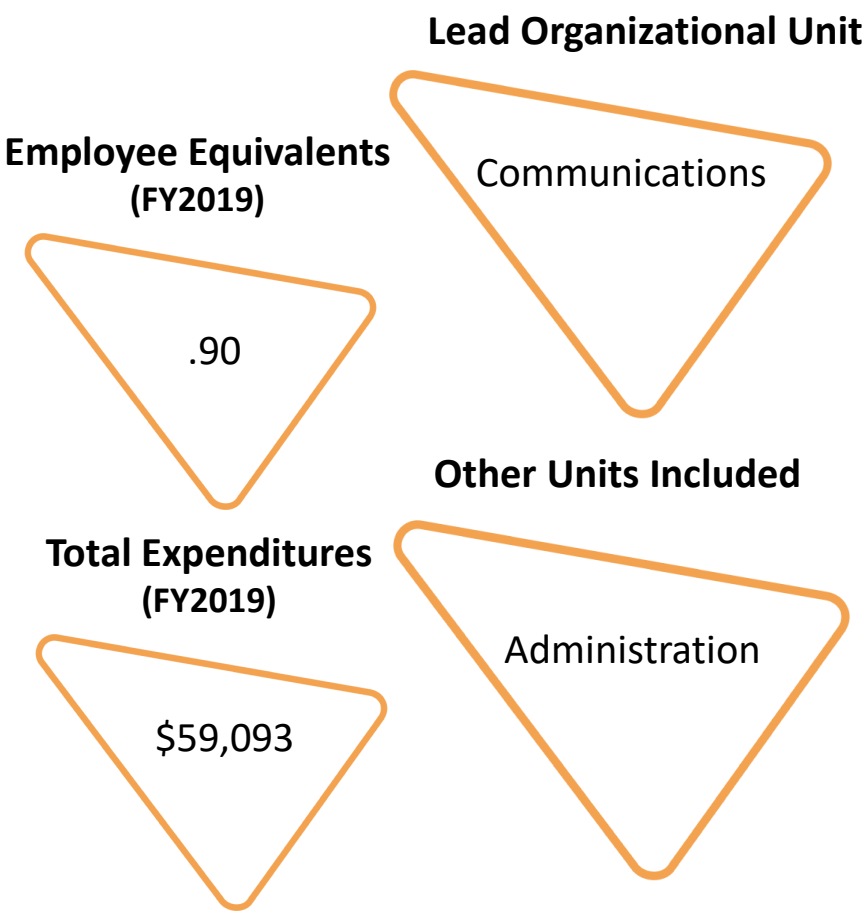 Lead Organizational Unit
Communications
Employee Equivalents
(FY2019)
.90
Other Units Included
Administration
Total Expenditures
(FY2019)
$59,093